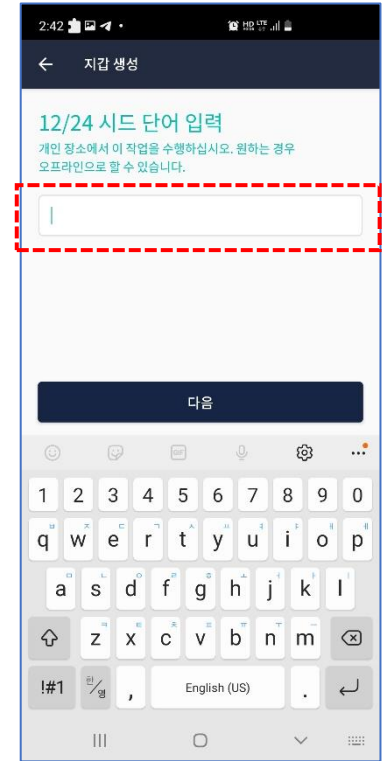 2:42
HD LTE
← 지갑 생성
12/24 시드 단어 입력
개인 장소에서 이 작업을 수행하십시오. 원하는 경우
오프라인으로 할 수 있습니다.
다음
GIF
1 2 3 4 5 6 7 8 9 0
ㅂ ㅈ ㄷ ㄱ ㅅ ㅛ ㅕ ㅑ ㅐ ㅔ
q w e r t y u i o p
ㅁ ㄴ ㅇ ㄹ ㅎ ㅗ ㅓ ㅏ ㅣ
a s d f g h j k l
ㅋ ㅌ ㅊ ㅍ ㅠ ㅜ ㅡ
z x c v b n m
!#1 한/영 , English (US) .